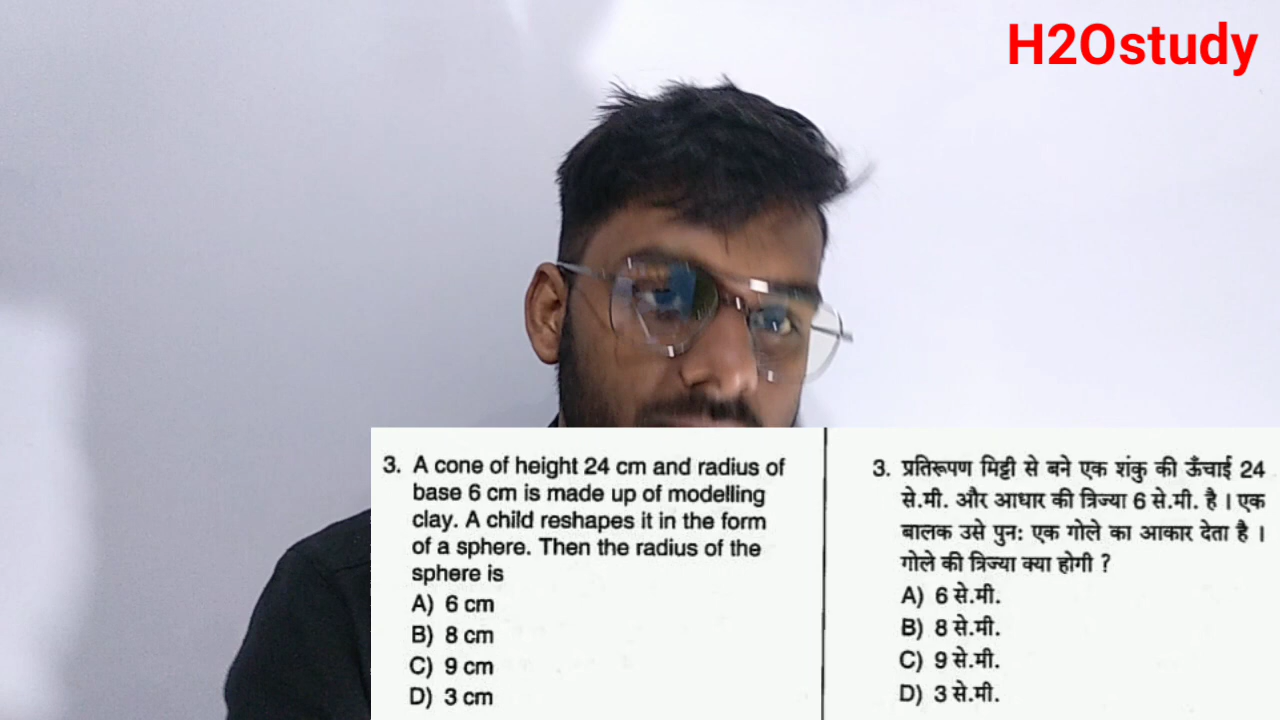 H2Ostudy
3. A cone of height 24 cm and radius of
base 6 cm is made up of modelling
clay. A child reshapes it in the form
of a sphere. Then the radius of the
sphere is
A) 6 cm
B) 8 cm
C) 9 cm
D) 3 cm
3. प्रतिरूपण मिट्टी से बने एक शंकु की ऊँचाई 24
से.मी. और आधार की त्रिज्या 6 से.मी. है । एक
बालक उसे पुनः एक गोले का आकार देता है ।
गोले की त्रिज्या क्या होगी ?
A) 6 से.मी.
B) 8 से.मी.
C) 9 से.मी.
D) 3 से.मी.